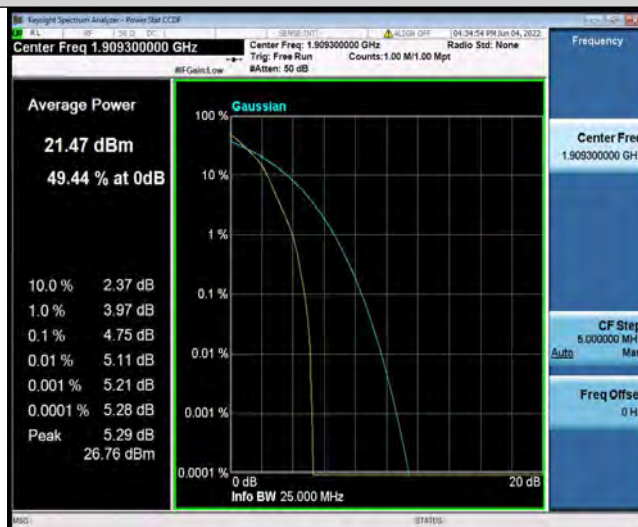 Keysight Spectrum Analyzer - Power Stat CCDF
RL RF 50 Ω DC SENSE:INT ALIGN OFF 04:34:54 PM Jun 04, 2022
Center Freq 1.909300000 GHz
Center Freq: 1.909300000 GHz
Radio Std: None
Trig: Free Run Counts:1.00 M/1.00 Mpt
#IFGain:Low #Atten: 50 dB
Average Power
21.47 dBm
49.44 % at 0dB
10.0 % 2.37 dB
1.0 % 3.97 dB
0.1 % 4.75 dB
0.01 % 5.11 dB
0.001 % 5.21 dB
0.0001 % 5.28 dB
Peak 5.29 dB
26.76 dBm
Gaussian
100 %
10 %
1 %
0.1 %
0.01 %
0.001 %
0.0001 %
0 dB 20 dB
Info BW 25.000 MHz
Frequency
Center Fre
1.909300000 GH
CF Step
5.000000 MH
Auto Ma
Freq Offse
0 H
MSG STATUS